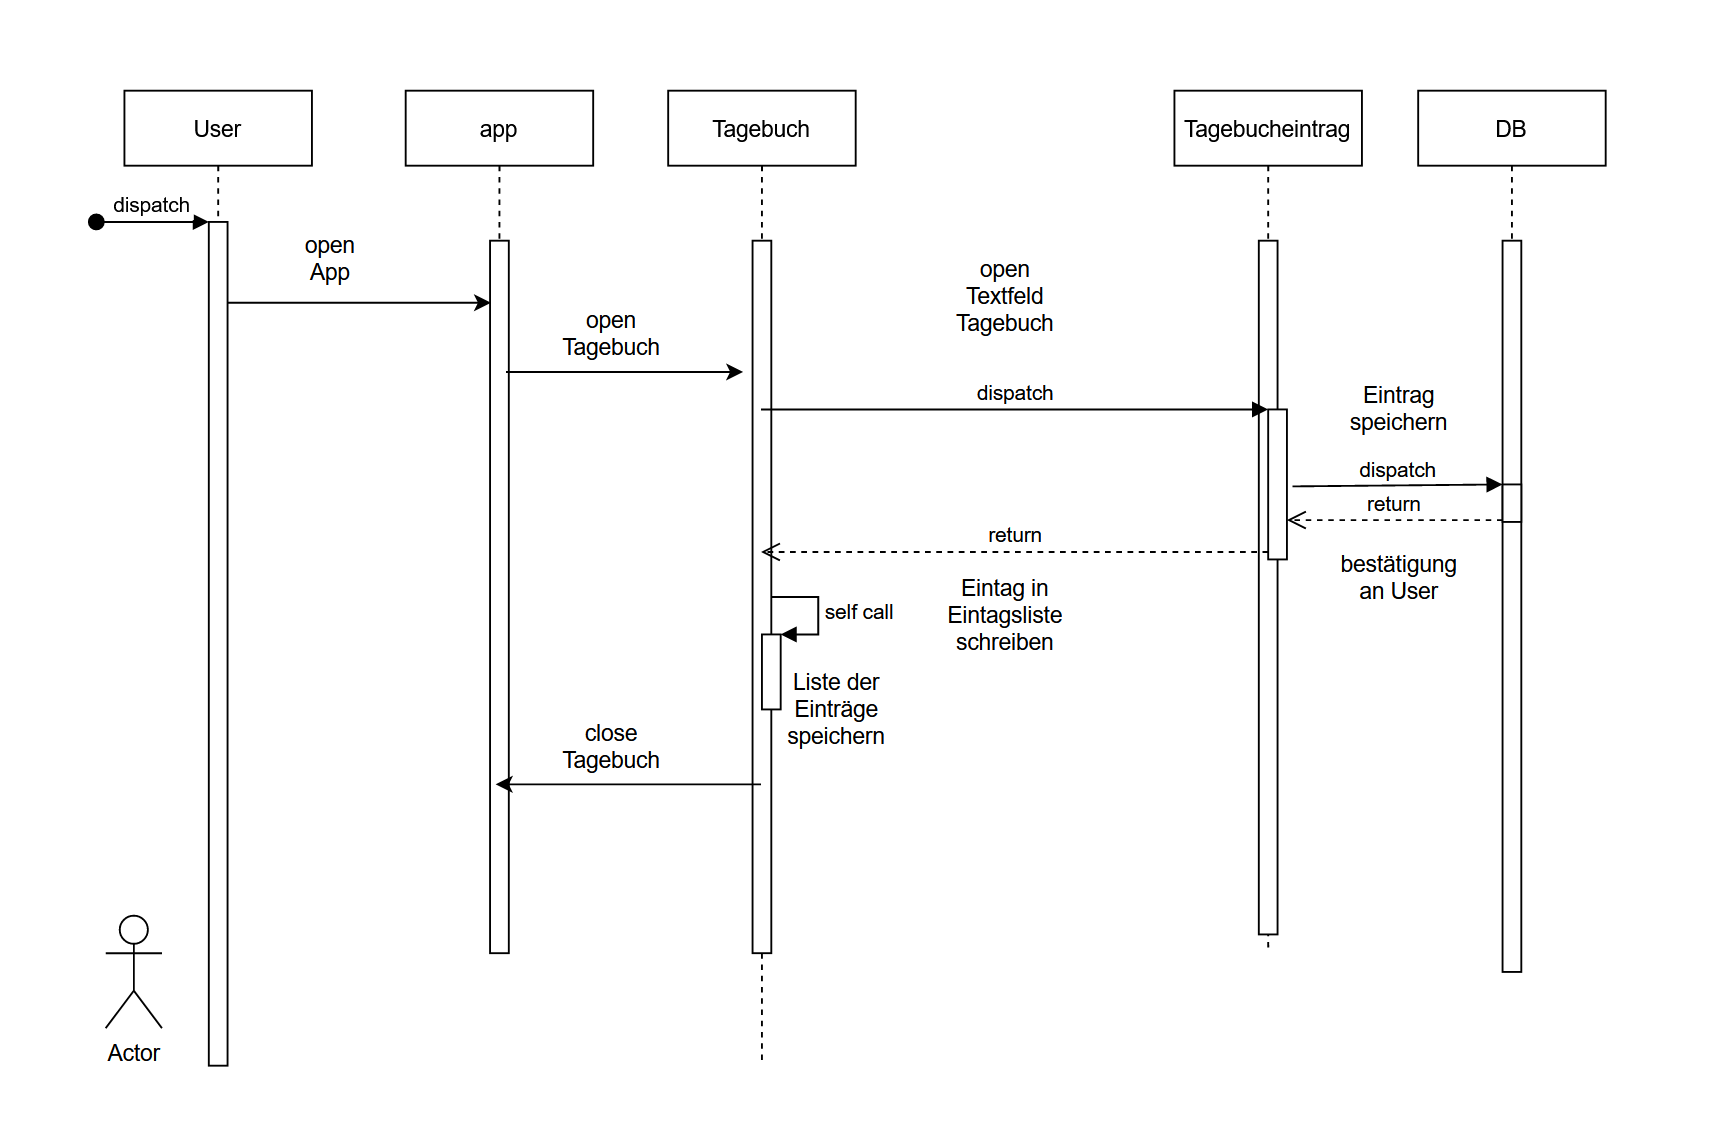 User
app
Tagebuch
Tagebucheintrag
DB
dispatch
open
App
open
Tagebuch
open
Textfeld
Tagebuch
dispatch
Eintrag
speichern
dispatch
return
return
bestätigung
an User
Eintag in
Eintagsliste
schreiben
self call
Liste der
Einträge
speichern
close
Tagebuch
Actor